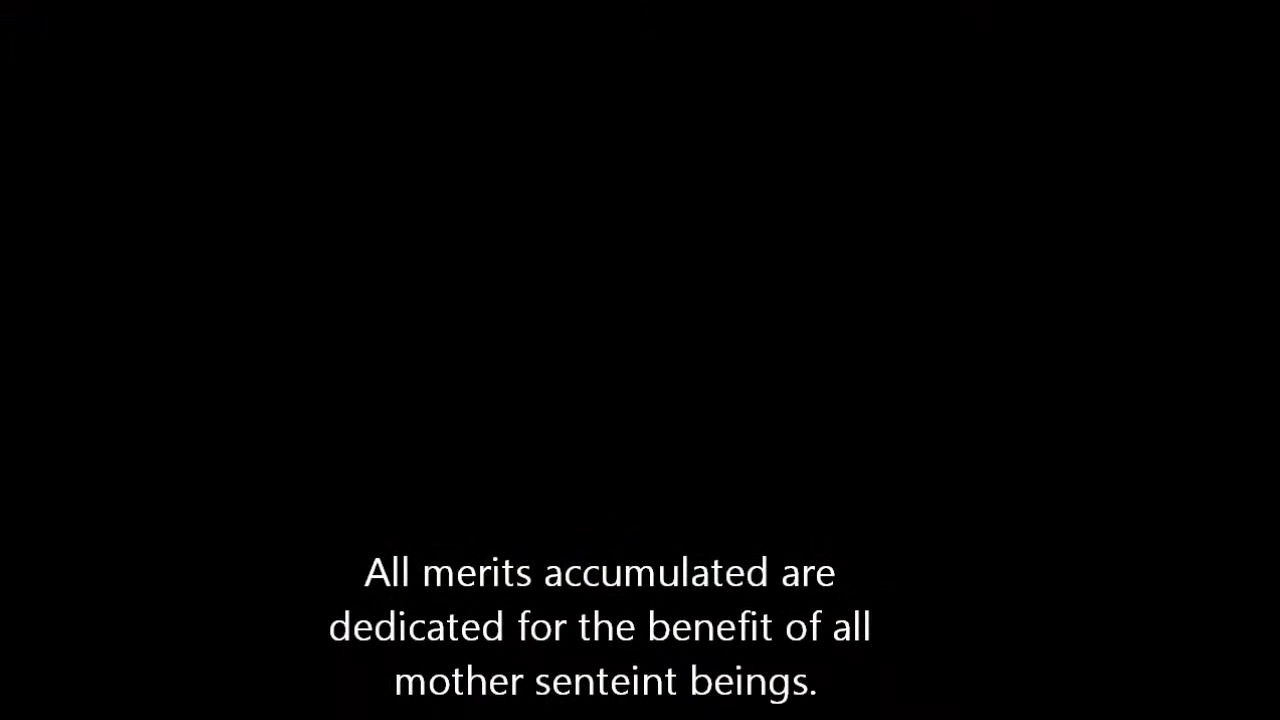 All merits accumulated are
dedicated for the benefit of all
mother senteint beings.